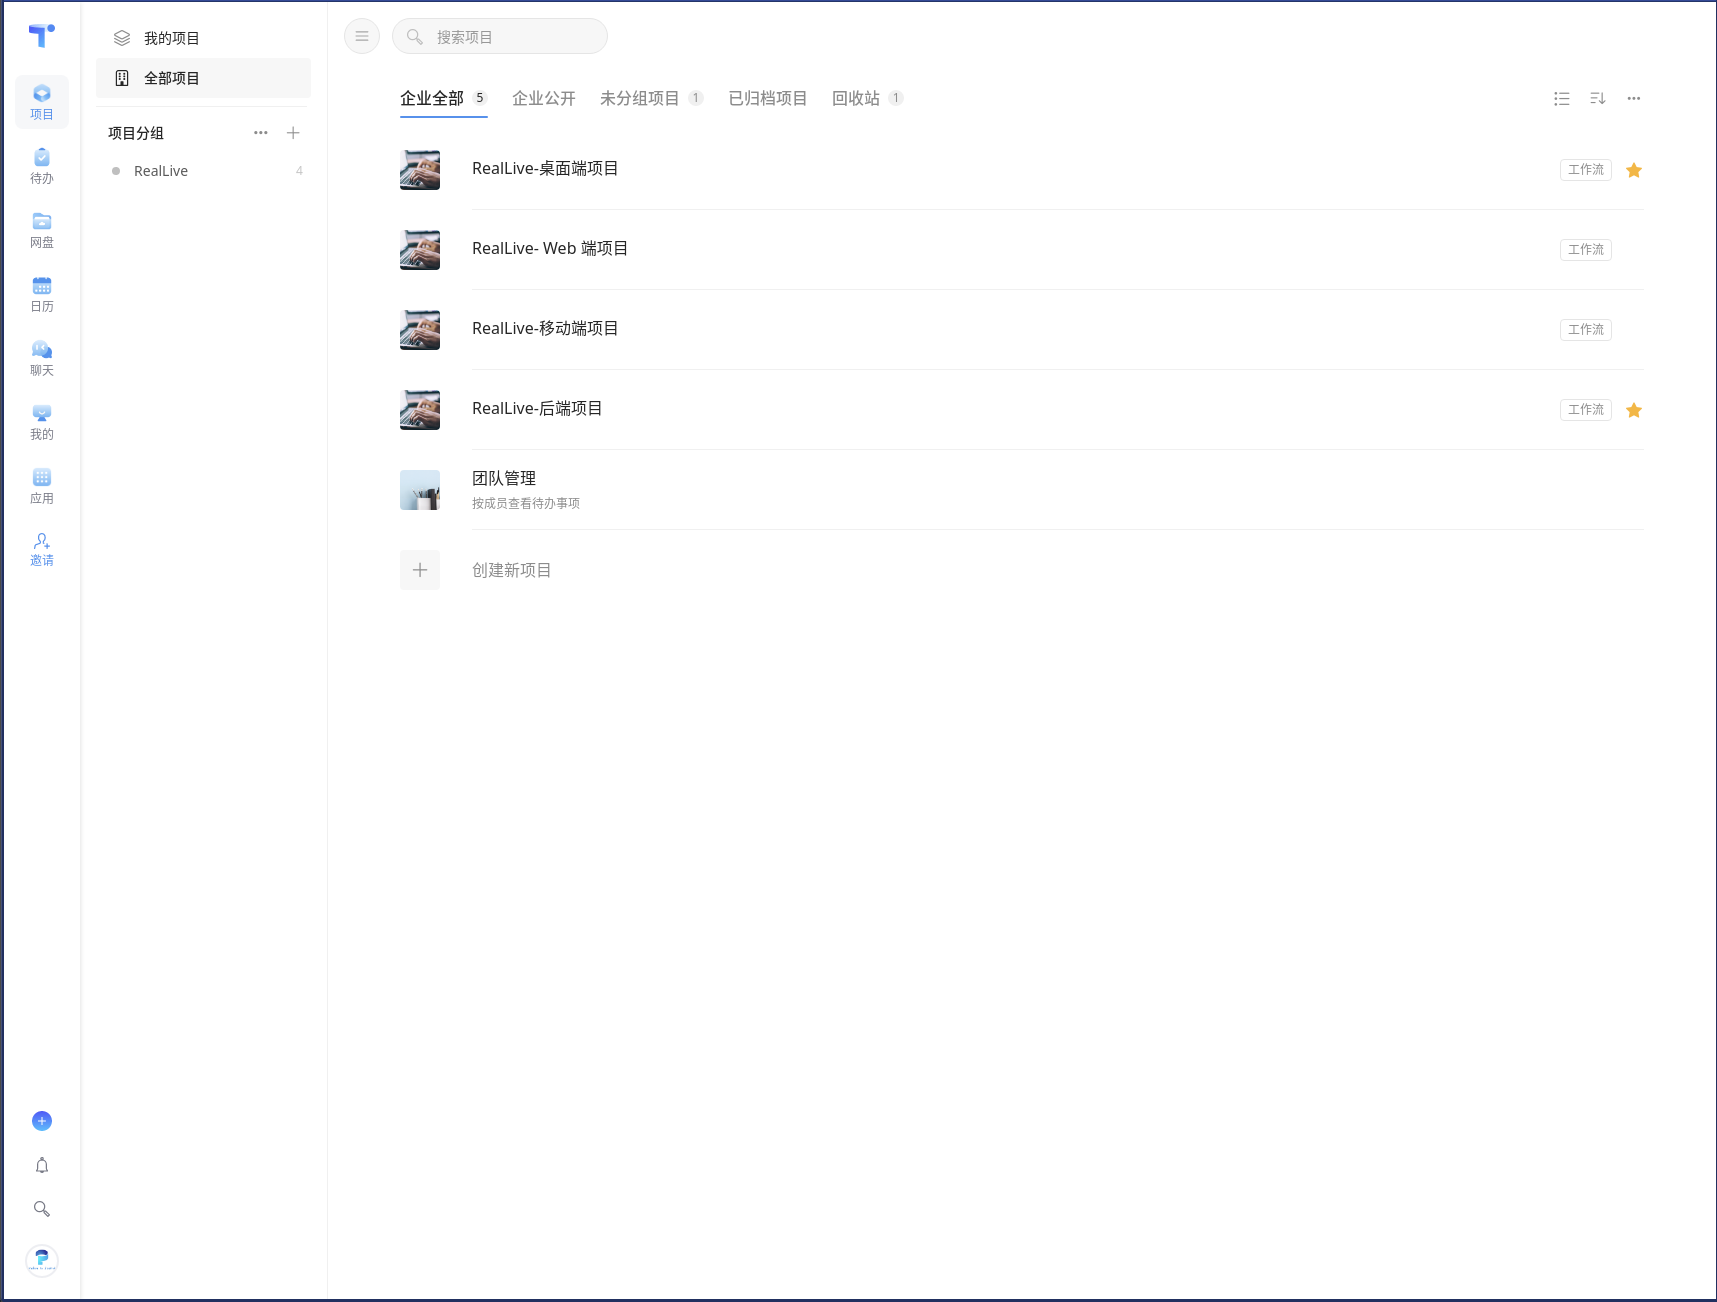 项目
待办
网盘
日历
聊天
我的
应用
邀请
我的项目
全部项目
项目分组
RealLive 4
搜索项目
企业全部 5 企业公开 未分组项目 1 已归档项目 回收站 1
RealLive-桌面端项目 工作流
RealLive- Web 端项目 工作流
RealLive-移动端项目 工作流
RealLive-后端项目 工作流
团队管理
按成员查看待办事项
创建新项目